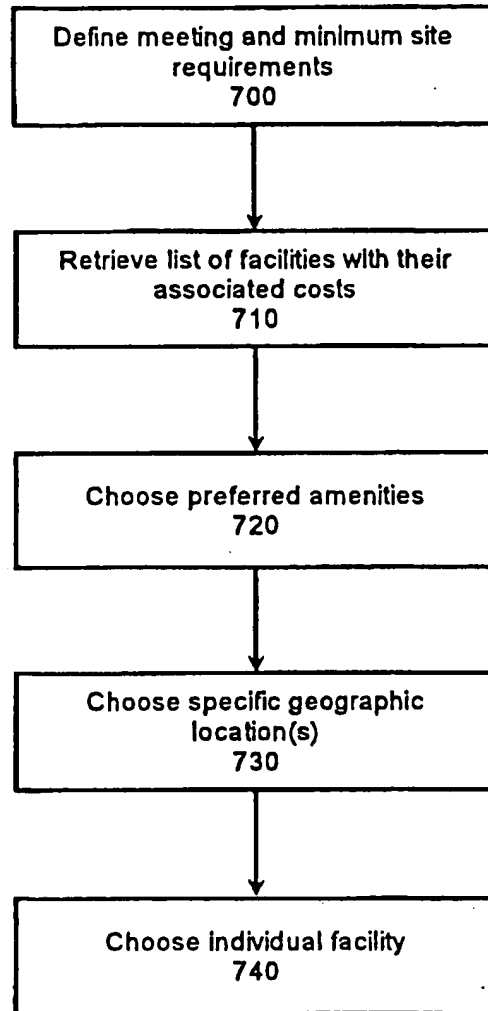 Define meeting and minimum site
requirements
700
Retrieve list of facilities with their
associated costs
710
Choose preferred amenities
720
Choose specific geographic
location(s)
730
Choose individual facility
740